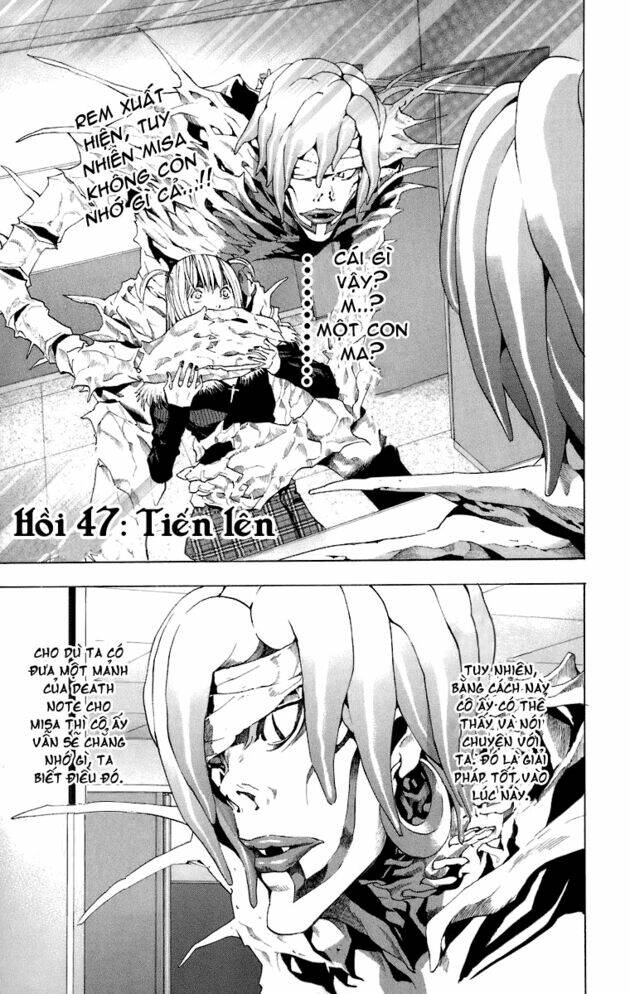 REM XUẤT
HIỆN, TUY
NHIÊN MISA
KHÔNG CÒN
NHỚ GÌ CẢ...!!
CÁI GÌ
VẬY?
M...?
MỘT CON
MA?
Hồi 47: Tiến lên
CHO DÙ TA CÓ
ĐƯA MỘT MẢNH
CỦA DEATH
NOTE CHO
MISA THÌ CÔ ẤY
VẪN SẼ CHẲNG
NHỚ GÌ, TA
BIẾT ĐIỀU ĐÓ.
TUY NHIÊN,
BẰNG CÁCH NÀY
CÔ ẤY CÓ THỂ
THẤY VÀ NÓI
CHUYỆN VỚI
TA. ĐÓ LÀ GIẢI
PHÁP TỐT VÀO
LÚC NÀY.